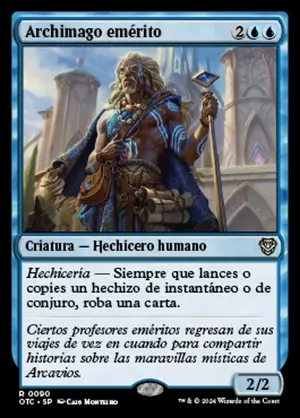 Archimago emérito 2
Criatura — Hechicero humano
Hechicería — Siempre que lances o
copies un hechizo de instantáneo o de
conjuro, roba una carta.
Ciertos profesores eméritos regresan de sus
viajes de vez en cuando para compartir
historias sobre las maravillas místicas de
Arcavios.
2/2
R 0090
OTC • SP Caio Monteiro
™ & © 2024 Wizards of the Coast